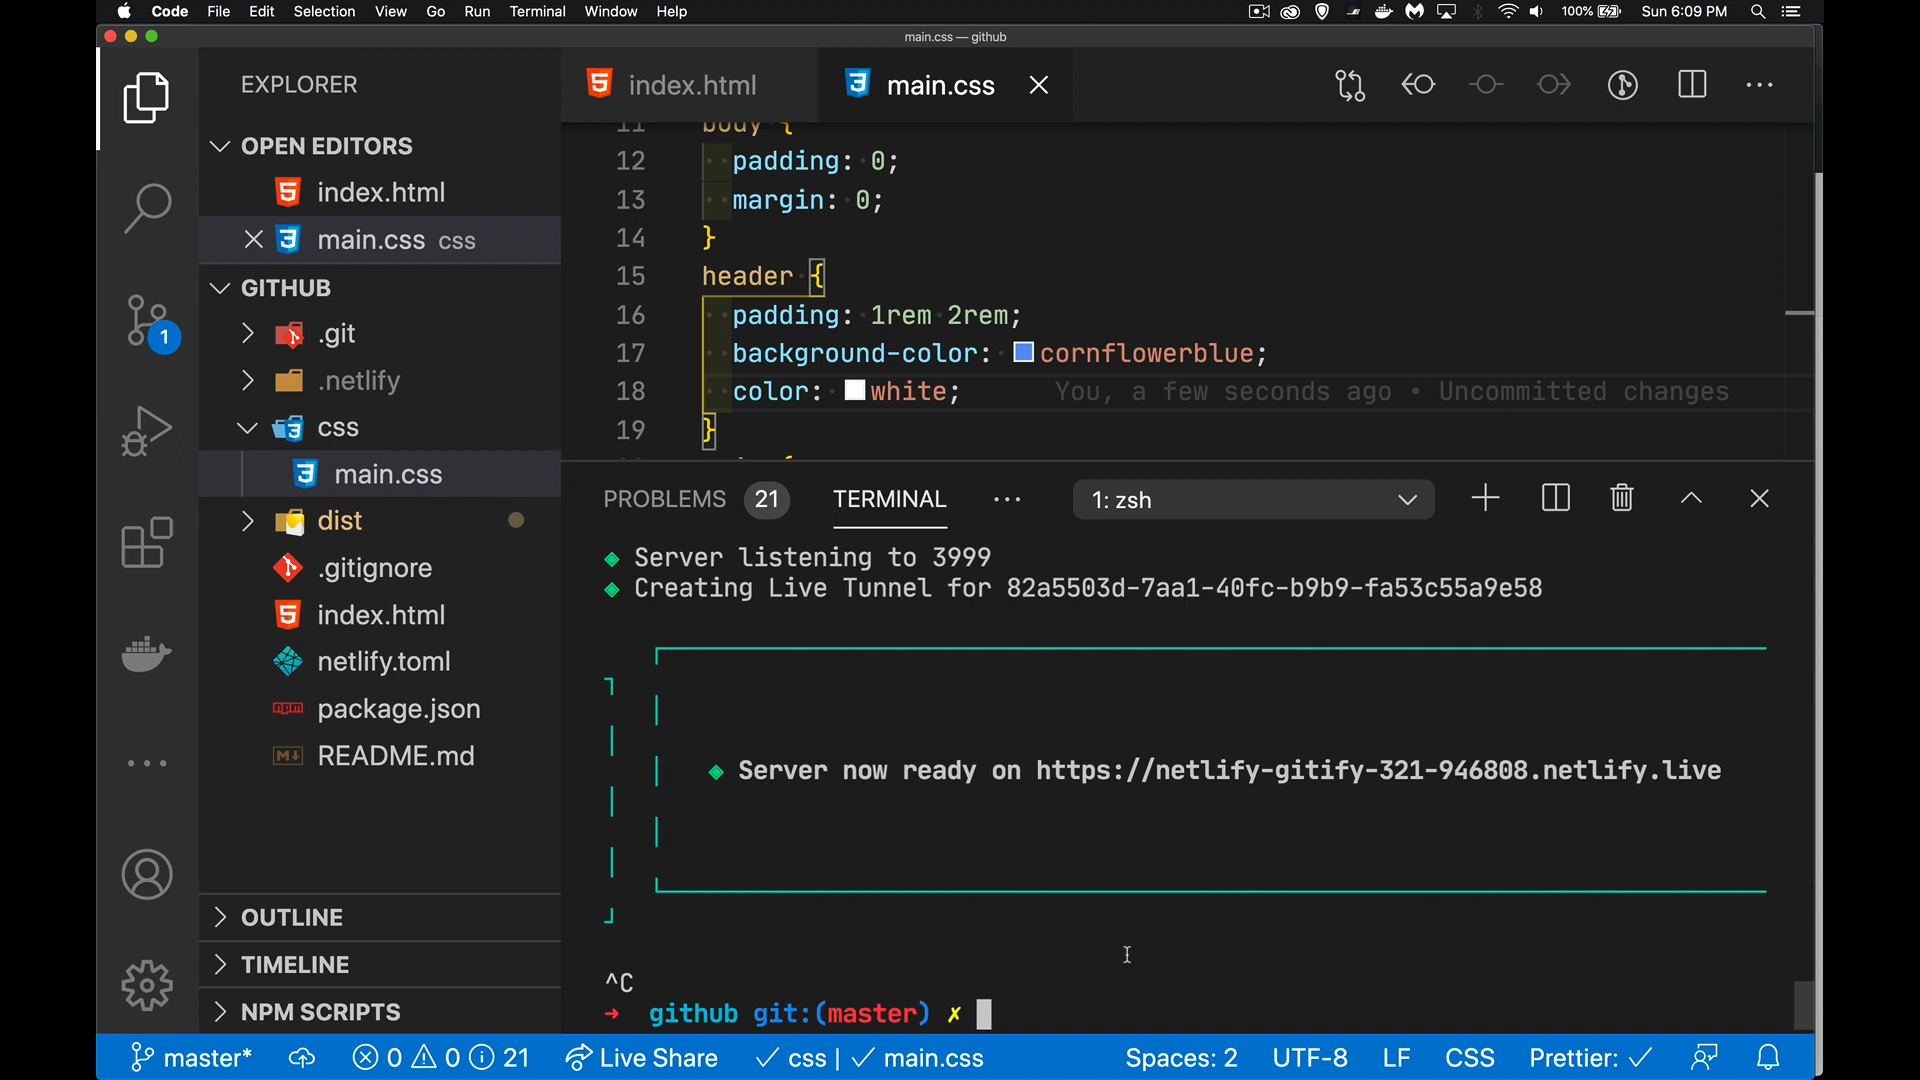 Code File Edit Selection View Go Run Terminal Window Help 100% Sun 6:09 PM
main.css — github
EXPLORER
OPEN EDITORS
index.html
main.css css
GITHUB
1
.git
.netlify
css
main.css
dist
.gitignore
index.html
netlify.toml
package.json
README.md
OUTLINE
TIMELINE
NPM SCRIPTS
index.html main.css
11 body {
12 padding: 0;
13 margin: 0;
14 }
15 header {
16 padding: 1rem 2rem;
17 background-color: cornflowerblue;
18 color: white; You, a few seconds ago • Uncommitted changes
19 }
PROBLEMS 21 TERMINAL ··· 1: zsh
◈ Server listening to 3999
◈ Creating Live Tunnel for 82a5503d-7aa1-40fc-b9b9-fa53c55a9e58
◈ Server now ready on https://netlify-gitify-321-946808.netlify.live
^C
➜ github git:(master) ✗
master* 0 0 21 Live Share ✓ css | ✓ main.css Spaces: 2 UTF-8 LF CSS Prettier: ✓